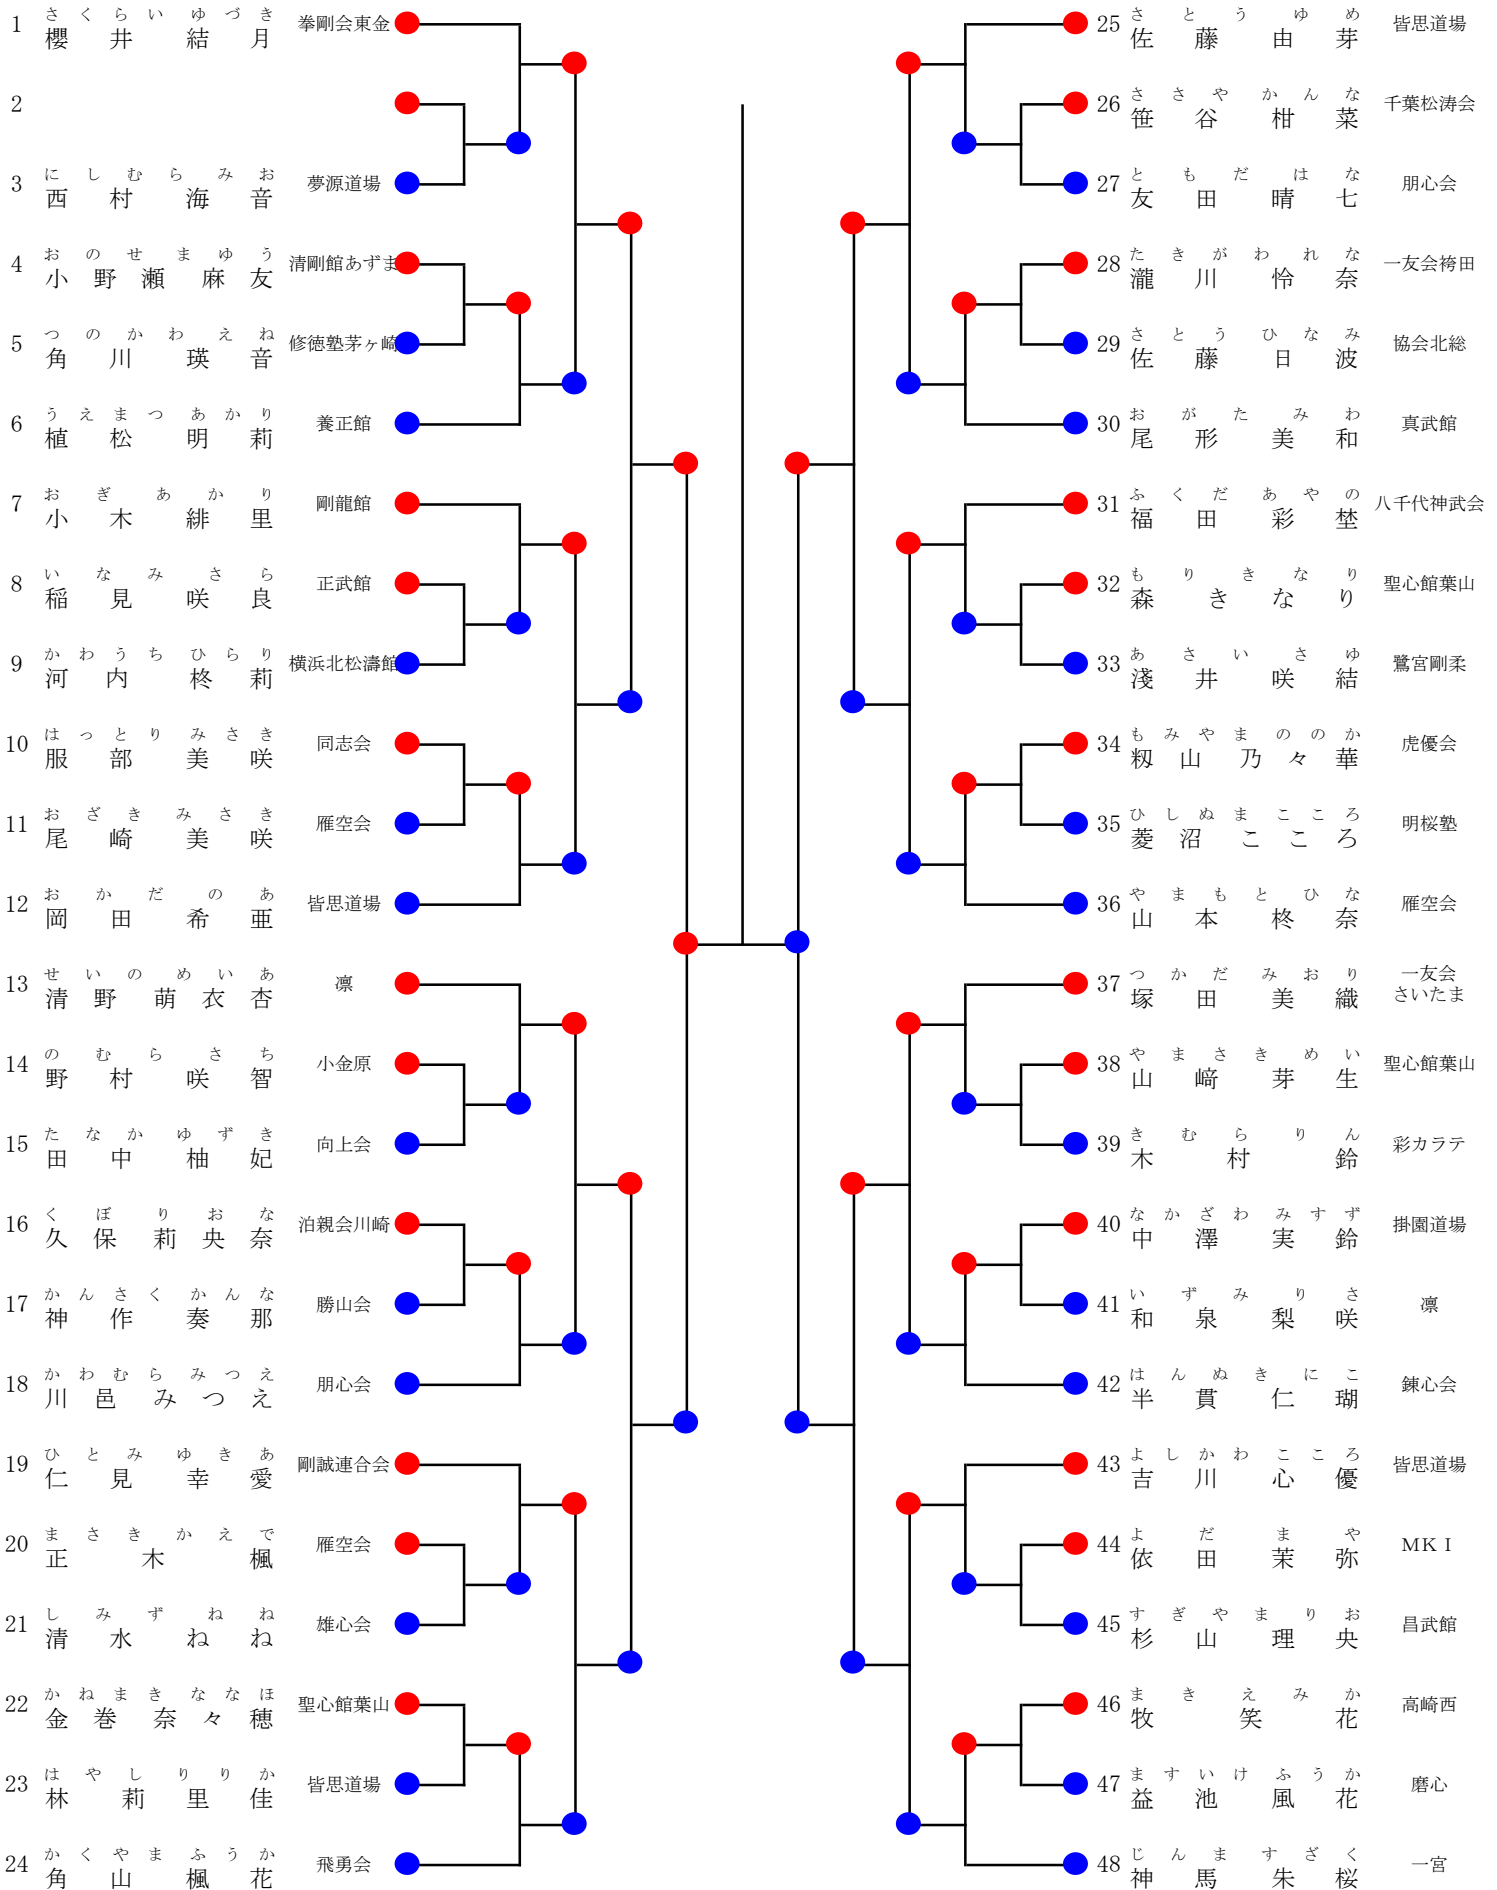 さくらい ゆづき
1 櫻井 結月 拳剛会東金
2
にしむら みお
3 西村 海音 夢源道場
おのせ まゆう
4 小野瀬 麻友 清剛館あずま
つのかわ えね
5 角川 瑛音 修徳塾茅ヶ崎
うえまつ あかり
6 植松 明莉 養正館
おぎ あかり
7 小木 緋里 剛龍館
いなみ さら
8 稲見 咲良 正武館
かわうち ひらり
9 河内 柊莉 横浜北松濤館
はっとり みさき
10 服部 美咲 同志会
おざき みさき
11 尾崎 美咲 雁空会
おかだ のあ
12 岡田 希亜 皆思道場
せいの めいあ
13 清野 萌衣杏 凛
のむら さち
14 野村 咲智 小金原
たなか ゆずき
15 田中 柚妃 向上会
くぼ りおな
16 久保 莉央奈 泊親会川崎
かんさく かんな
17 神作 奏那 勝山会
かわむら みつえ
18 川邑 みつえ 朋心会
ひとみ ゆきあ
19 仁見 幸愛 剛誠連合会
まさき かえで
20 正木 楓 雁空会
しみず ねね
21 清水 ねね 雄心会
かねまき ななほ
22 金巻 奈々穂 聖心館葉山
はやし りりか
23 林 莉里佳 皆思道場
かくやま ふうか
24 角山 楓花 飛勇会
さとう ゆめ
25 佐藤 由芽 皆思道場
ささや かんな
26 笹谷 柑菜 千葉松涛会
ともだ はな
27 友田 晴七 朋心会
たきがわ れな
28 瀧川 怜奈 一友会袴田
さとう ひなみ
29 佐藤 日波 協会北総
おがた みわ
30 尾形 美和 真武館
ふくだ あやの
31 福田 彩埜 八千代神武会
もり きなり
32 森 きなり 聖心館葉山
あさい さゆ
33 淺井 咲結 鷺宮剛柔
もみやま ののか
34 籾山 乃々華 虎優会
ひしぬま こころ
35 菱沼 こころ 明桜塾
やまもと ひな
36 山本 柊奈 雁空会
つかだ みおり
37 塚田 美織 一友会
さいたま
やまさき めい
38 山﨑 芽生 聖心館葉山
きむら りん
39 木村 鈴 彩カラテ
なかざわ みすず
40 中澤 実鈴 掛園道場
いずみ りさ
41 和泉 梨咲 凛
はんぬき にこ
42 半貫 仁瑚 錬心会
よしかわ こころ
43 吉川 心優 皆思道場
よだ まや
44 依田 茉弥 MKI
すぎやま りお
45 杉山 理央 昌武館
まき えみか
46 牧 笑花 高崎西
ますいけ ふうか
47 益池 風花 磨心
じんま すざく
48 神馬 朱桜 一宮